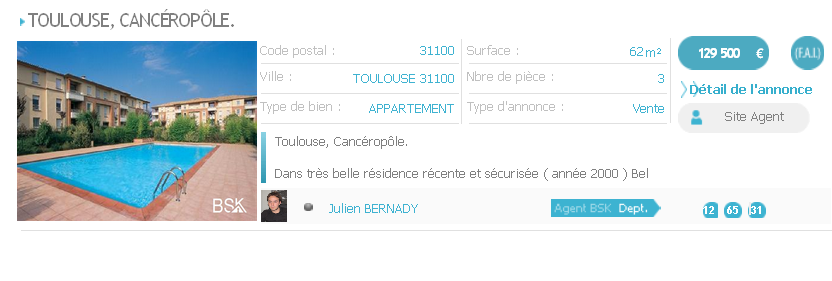 TOULOUSE, CANCÉROPÔLE.
Code postal : 31100 Surface : 62 m² 129 500 € (F.A.I.)
Ville : TOULOUSE 31100 Nbre de pièce : 3 Détail de l'annonce
Type de bien : APPARTEMENT Type d'annonce : Vente Site Agent
Toulouse, Cancéropôle.
Dans très belle résidence récente et sécurisée ( année 2000 ) Bel
BSK
Julien BERNADY Agent BSK Dept. 12 65 31